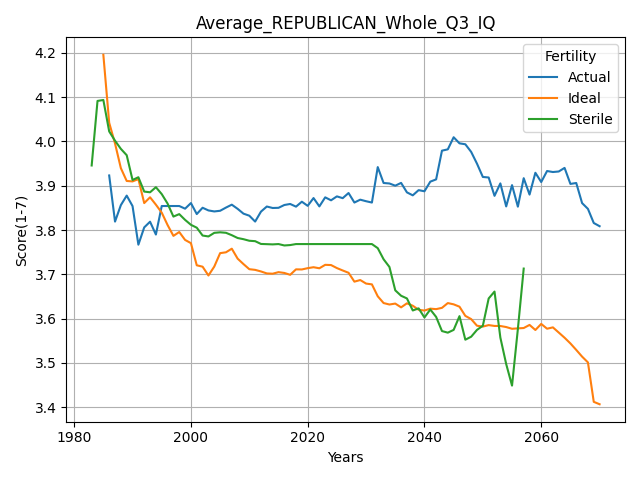 Average_REPUBLICAN_Whole_Q3_IQ
Fertility
Actual
Ideal
Sterile
Score(1-7)
4.2
4.1
4.0
3.9
3.8
3.7
3.6
3.5
3.4
1980
2000
2020
2040
2060
Years